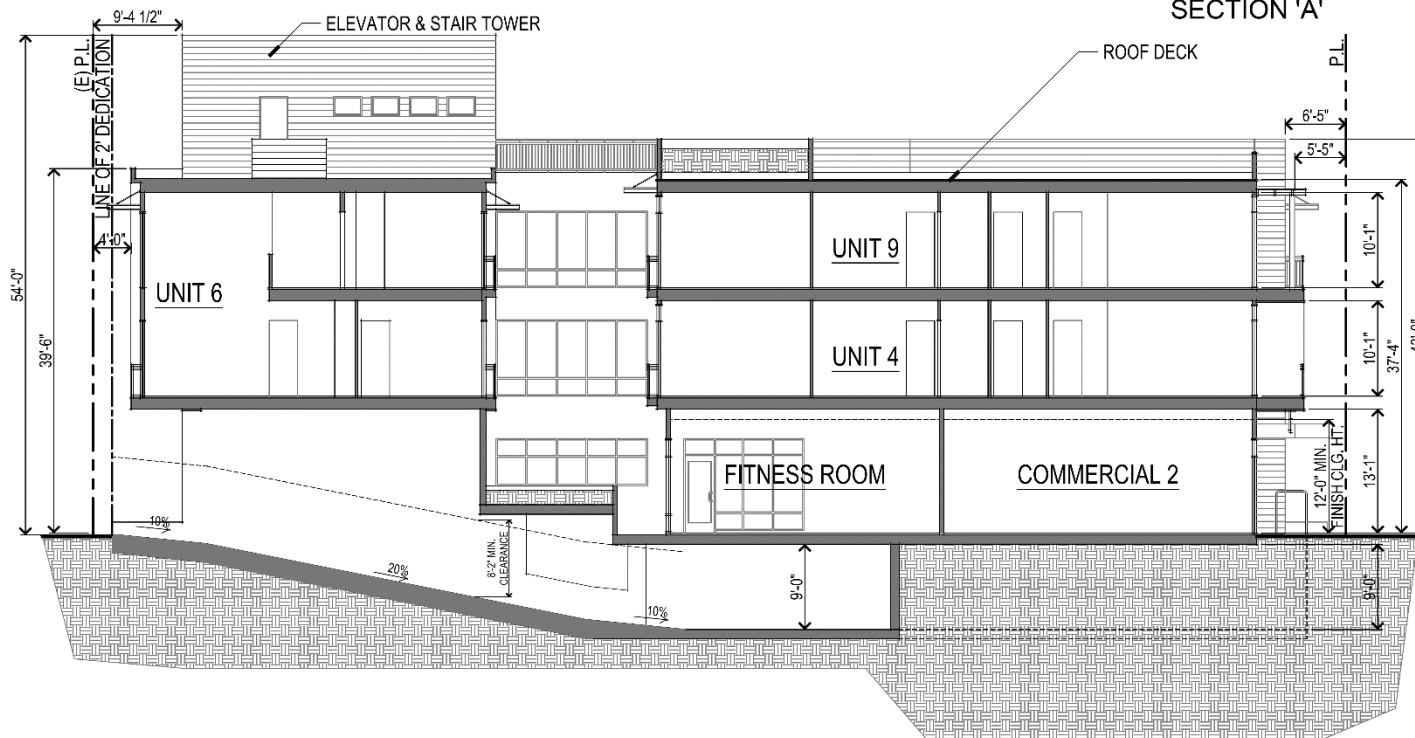 SECTION 'A'
9'-4 1/2"
ELEVATOR & STAIR TOWER
ROOF DECK
(E) P.L.
LINE OF 2' DEDICATION
P.L.
6'-5"
5'-5"
4'-0"
54'-0"
39'-6"
UNIT 6
UNIT 9
UNIT 4
10'-1"
10'-1"
37'-4"
FITNESS ROOM
COMMERCIAL 2
12'-0" MIN.
FINISH CLG. HT.
13'-1"
10%
20%
10%
8'-2" MIN.
CLEARANCE
9'-0"
9'-0"